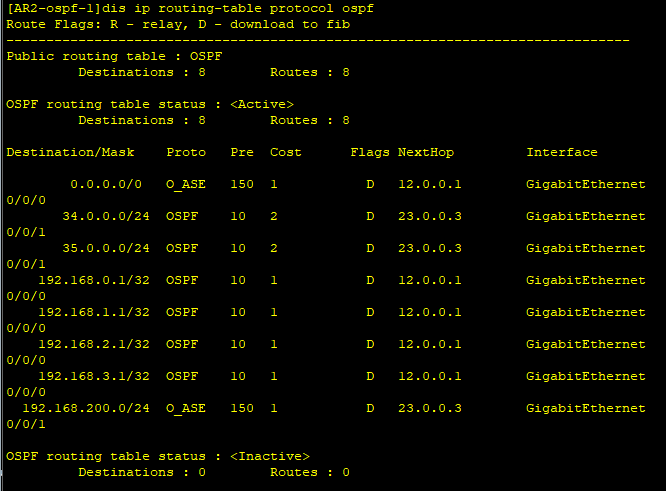 [AR2-ospf-1]dis ip routing-table protocol ospf
Route Flags: R - relay, D - download to fib
------------------------------------------------------------------------------
Public routing table : OSPF
         Destinations : 8        Routes : 8

OSPF routing table status : <Active>
         Destinations : 8        Routes : 8

Destination/Mask    Proto   Pre  Cost      Flags NextHop         Interface

        0.0.0.0/0   O_ASE   150  1           D   12.0.0.1        GigabitEthernet
0/0/0
       34.0.0.0/24  OSPF    10   2           D   23.0.0.3        GigabitEthernet
0/0/1
       35.0.0.0/24  OSPF    10   2           D   23.0.0.3        GigabitEthernet
0/0/1
    192.168.0.1/32  OSPF    10   1           D   12.0.0.1        GigabitEthernet
0/0/0
    192.168.1.1/32  OSPF    10   1           D   12.0.0.1        GigabitEthernet
0/0/0
    192.168.2.1/32  OSPF    10   1           D   12.0.0.1        GigabitEthernet
0/0/0
    192.168.3.1/32  OSPF    10   1           D   12.0.0.1        GigabitEthernet
0/0/0
  192.168.200.0/24  O_ASE   150  1           D   23.0.0.3        GigabitEthernet
0/0/1

OSPF routing table status : <Inactive>
         Destinations : 0        Routes : 0